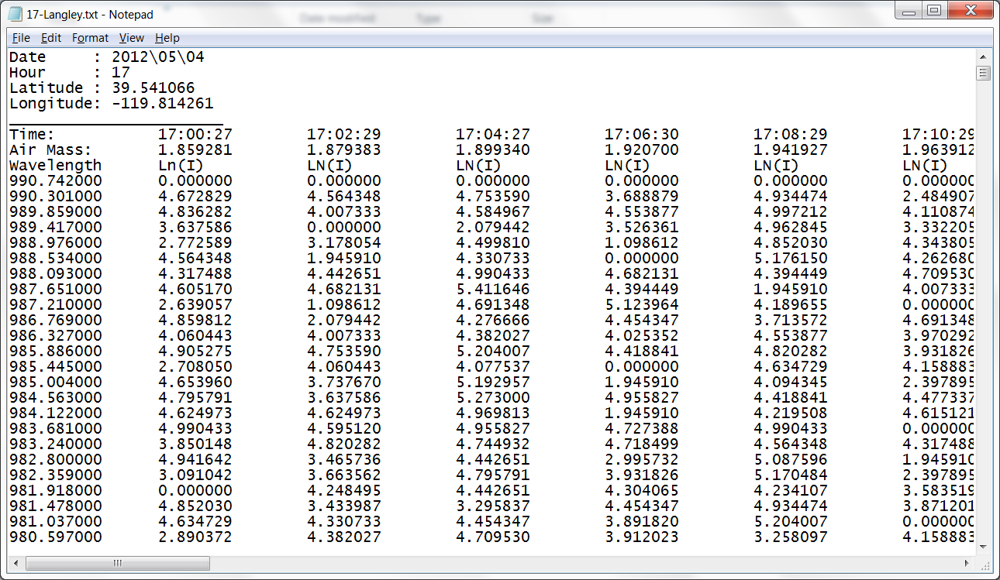 17-Langley.txt - Notepad
Date modified Type Size
File Edit Format View Help
Date     : 2012\05\04
Hour     : 17
Latitude : 39.541066
Longitude: -119.814261
_______________________
Time:           17:00:27        17:02:29        17:04:27        17:06:30        17:08:29        17:10:29
Air Mass:       1.859281        1.879383        1.899340        1.920700        1.941927        1.963912
Wavelength      Ln(I)           LN(I)           LN(I)           LN(I)           LN(I)           LN(I)
990.742000      0.000000        0.000000        0.000000        0.000000        0.000000        0.000000
990.301000      4.672829        4.564348        4.753590        3.688879        4.934474        2.484907
989.859000      4.836282        4.007333        4.584967        4.553877        4.997212        4.110874
989.417000      3.637586        0.000000        2.079442        3.526361        4.962845        3.332205
988.976000      2.772589        3.178054        4.499810        1.098612        4.852030        4.343805
988.534000      4.564348        1.945910        4.330733        0.000000        5.176150        4.262680
988.093000      4.317488        4.442651        4.990433        4.682131        4.394449        4.709530
987.651000      4.605170        4.682131        5.411646        4.394449        1.945910        4.007333
987.210000      2.639057        1.098612        4.691348        5.123964        4.189655        0.000000
986.769000      4.859812        2.079442        4.276666        4.454347        3.713572        4.691348
986.327000      4.060443        4.007333        4.382027        4.025352        4.553877        3.970292
985.886000      4.905275        4.753590        5.204007        4.418841        4.820282        3.931826
985.445000      2.708050        4.060443        4.077537        0.000000        4.634729        4.158883
985.004000      4.653960        3.737670        5.192957        1.945910        4.094345        2.397895
984.563000      4.795791        3.637586        5.273000        4.955827        4.418841        4.477337
984.122000      4.624973        4.624973        4.969813        1.945910        4.219508        4.615121
983.681000      4.990433        4.595120        4.955827        4.727388        4.990433        0.000000
983.240000      3.850148        4.820282        4.744932        4.718499        4.564348        4.317488
982.800000      4.941642        3.465736        4.442651        2.995732        5.087596        1.945910
982.359000      3.091042        3.663562        4.795791        3.931826        5.170484        2.397895
981.918000      0.000000        4.248495        4.442651        4.304065        4.234107        3.583519
981.478000      4.852030        3.433987        3.295837        4.454347        4.934474        3.871201
981.037000      4.634729        4.330733        4.454347        3.891820        5.204007        0.000000
980.597000      2.890372        4.382027        4.709530        3.912023        3.258097        4.158883